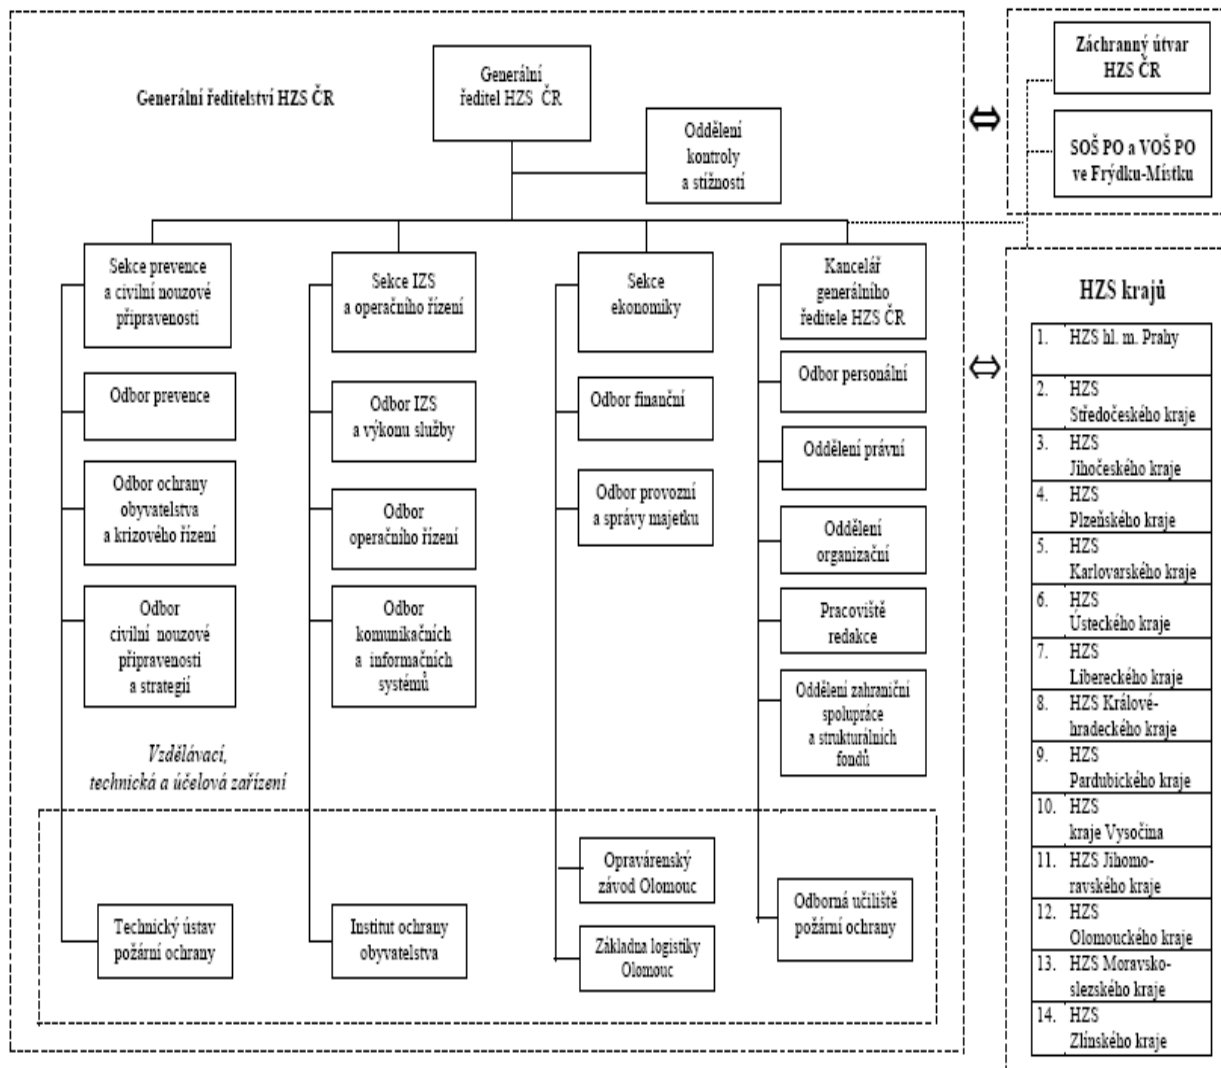 Generální ředitelství HZS ČR
Generální
ředitel HZS ČR
Oddělení
kontroly
a stížností
Sekce prevence
a civilní nouzové
připravenosti
Odbor prevence
Odbor ochrany
obyvatelstva
a krizového řízení
Odbor
civilní nouzové
připravenosti
a strategií
Sekce IZS
a operačního řízení
Odbor IZS
a výkonu služby
Odbor
operačního řízení
Odbor
komunikačních
a informačních
systémů
Sekce
ekonomiky
Odbor finanční
Odbor provozní
a správy majetku
Kancelář
generálního
ředitele HZS ČR
Odbor personální
Oddělení právní
Oddělení
organizační
Pracoviště
redakce
Oddělení zahraniční
spolupráce
a strukturálních
fondů
Vzdělávací,
technická a účelová zařízení
Technický ústav
požární ochrany
Institut ochrany
obyvatelstva
Opravárenský
závod Olomouc
Základna logistiky
Olomouc
Odborná učiliště
požární ochrany
Záchranný útvar
HZS ČR
SOŠ PO a VOŠ PO
ve Frýdku-Místku
HZS krajů
1. HZS hl. m. Prahy
2. HZS
Středočeského kraje
3. HZS
Jihočeského kraje
4. HZS
Plzeňského kraje
5. HZS
Karlovarského kraje
6. HZS
Ústeckého kraje
7. HZS
Libereckého kraje
8. HZS Králové-
hradeckého kraje
9. HZS
Pardubického kraje
10. HZS
kraje Vysočina
11. HZS Jihomo-
ravského kraje
12. HZS
Olomouckého kraje
13. HZS Moravsko-
slezského kraje
14. HZS
Zlínského kraje